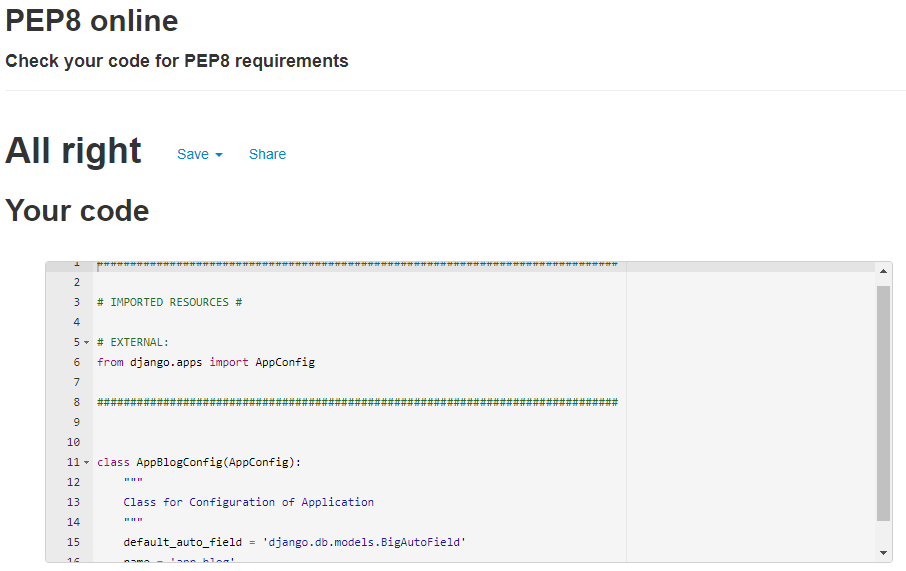 PEP8 online
Check your code for PEP8 requirements
All right Save Share
Your code
1 ###############################################################################
2
3 # IMPORTED RESOURCES #
4
5 # EXTERNAL:
6 from django.apps import AppConfig
7
8 ###############################################################################
9
10
11 class AppBlogConfig(AppConfig):
12 """
13 Class for Configuration of Application
14 """
15 default_auto_field = 'django.db.models.BigAutoField'
16 name = 'app_blog'